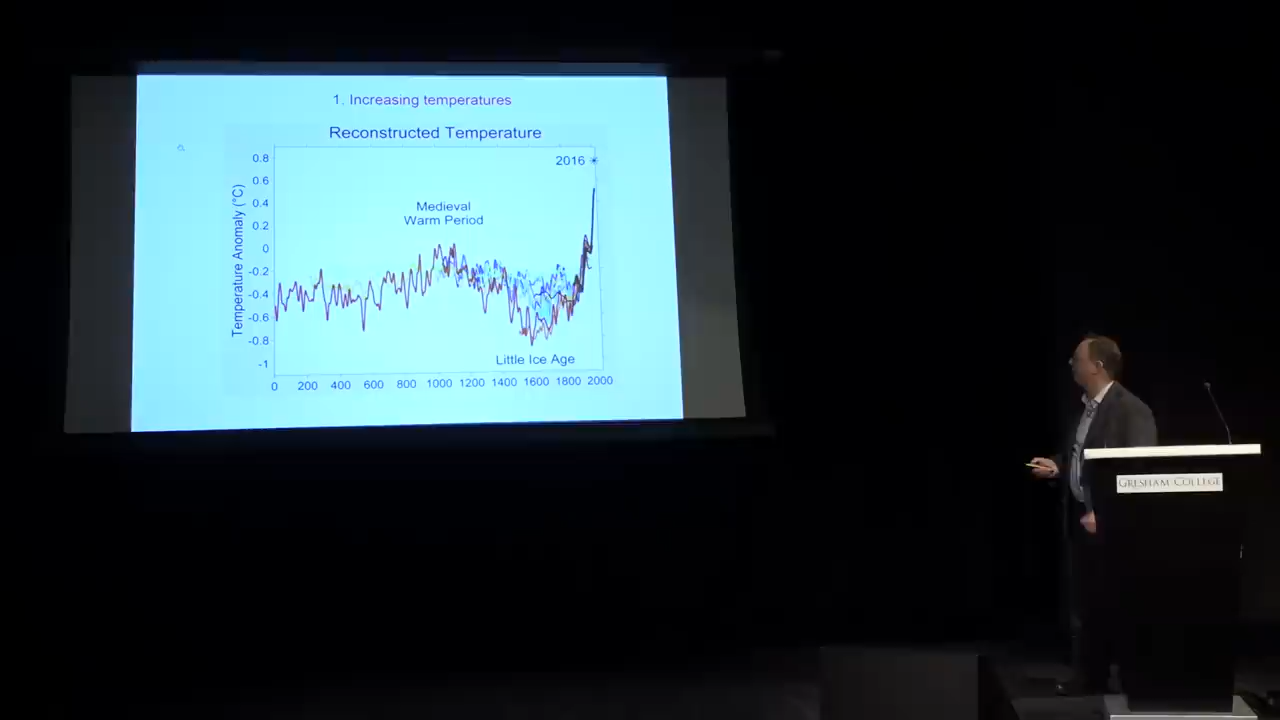 1. Increasing temperatures
Reconstructed Temperature
Temperature Anomaly (°C)
0.8
0.6
0.4
0.2
0
-0.2
-0.4
-0.6
-0.8
-1
2016
Medieval
Warm Period
Little Ice Age
0 200 400 600 800 1000 1200 1400 1600 1800 2000
GRESHAM COLLEGE